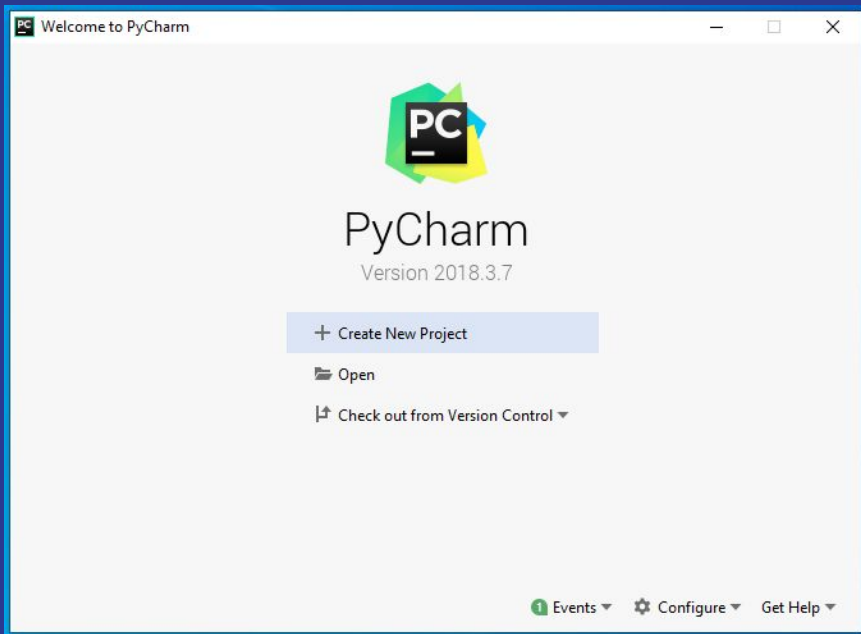 Welcome to PyCharm
PC
PyCharm
Version 2018.3.7
Create New Project
Open
Check out from Version Control
1 Events Configure Get Help